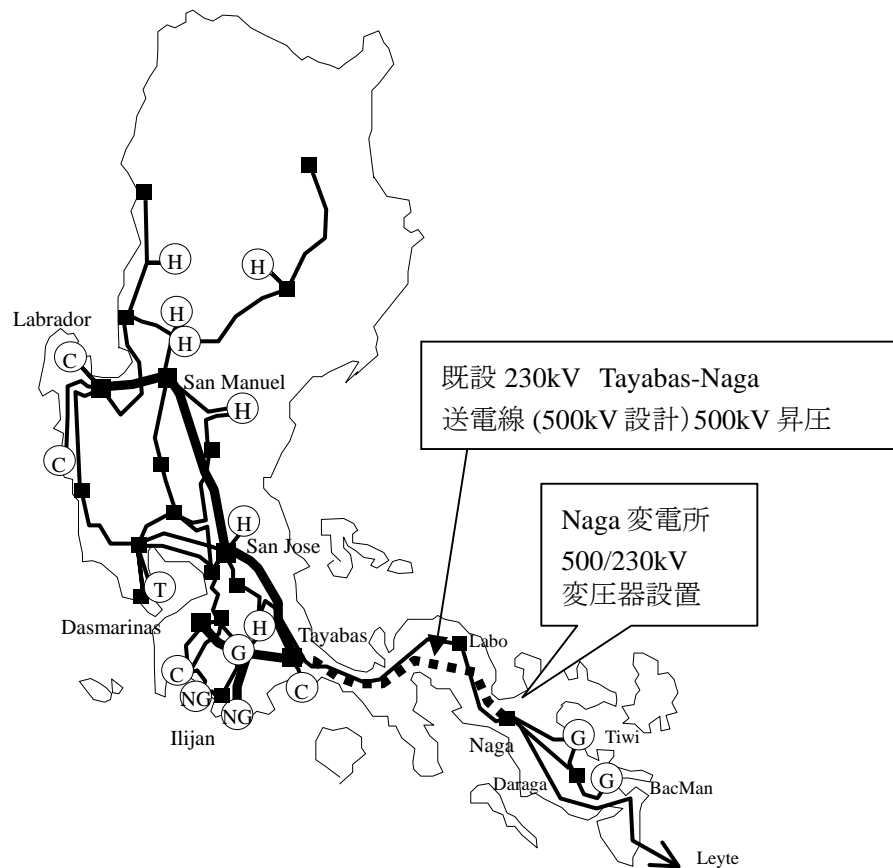 H
H
H
Labrador
H
C
San Manuel
H
既設 230kV Tayabas-Naga
送電線 (500kV 設計) 500kV 昇圧
C
Naga 変電所
500/230kV
変圧器設置
H
San Jose
T
Dasmarinas
H
Tayabas
Labo
G
C
C
NG
NG
Ilijan
Naga
G
Tiwi
Daraga
G
BacMan
Leyte